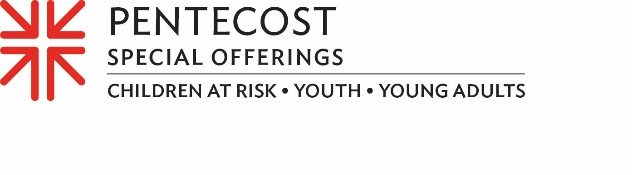 PENTECOST
SPECIAL OFFERINGS
CHILDREN AT RISK • YOUTH • YOUNG ADULTS